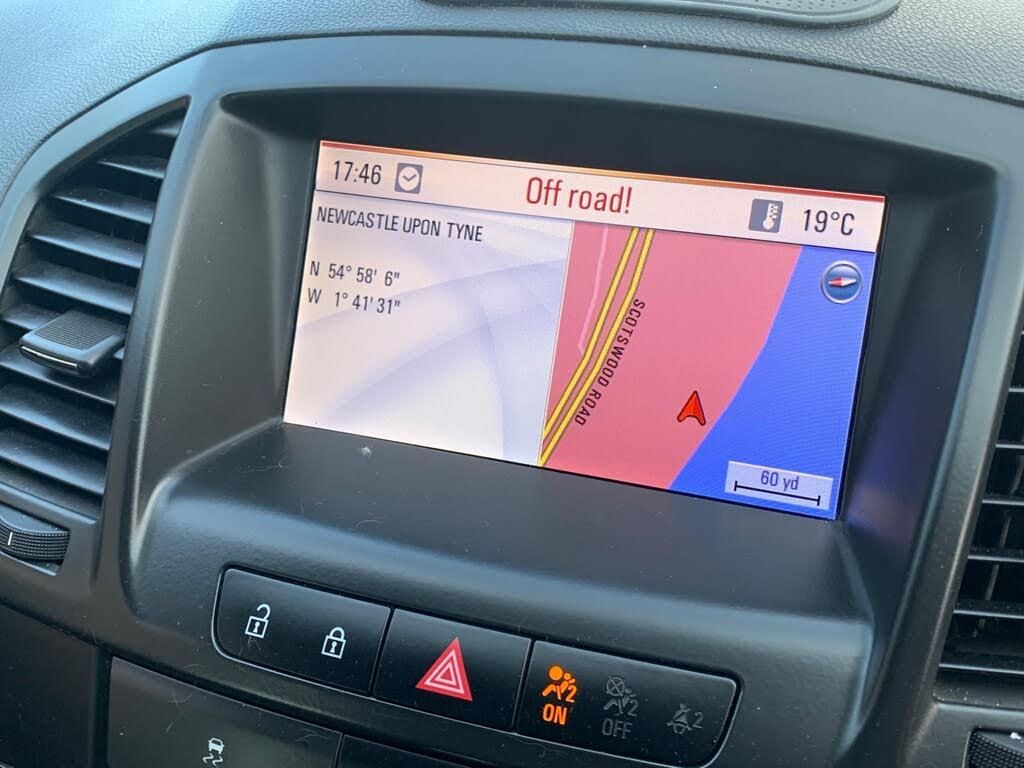 17:46
Off road!
19°C
NEWCASTLE UPON TYNE
N 54° 58' 6"
W 1° 41' 31"
SCOTSWOOD ROAD
60 yd
2
ON
2
OFF
2